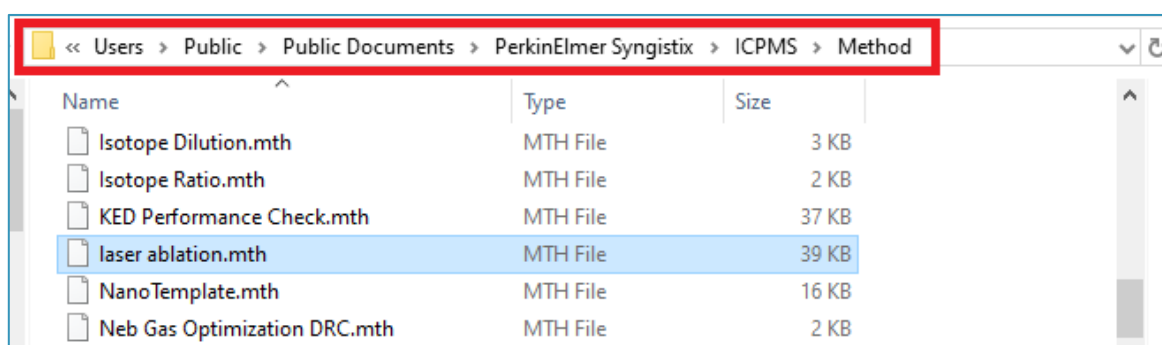 « Users > Public > Public Documents > PerkinElmer Syngistix > ICPMS > Method
Name Type Size
Isotope Dilution.mth MTH File 3 KB
Isotope Ratio.mth MTH File 2 KB
KED Performance Check.mth MTH File 37 KB
laser ablation.mth MTH File 39 KB
NanoTemplate.mth MTH File 16 KB
Neb Gas Optimization DRC.mth MTH File 2 KB